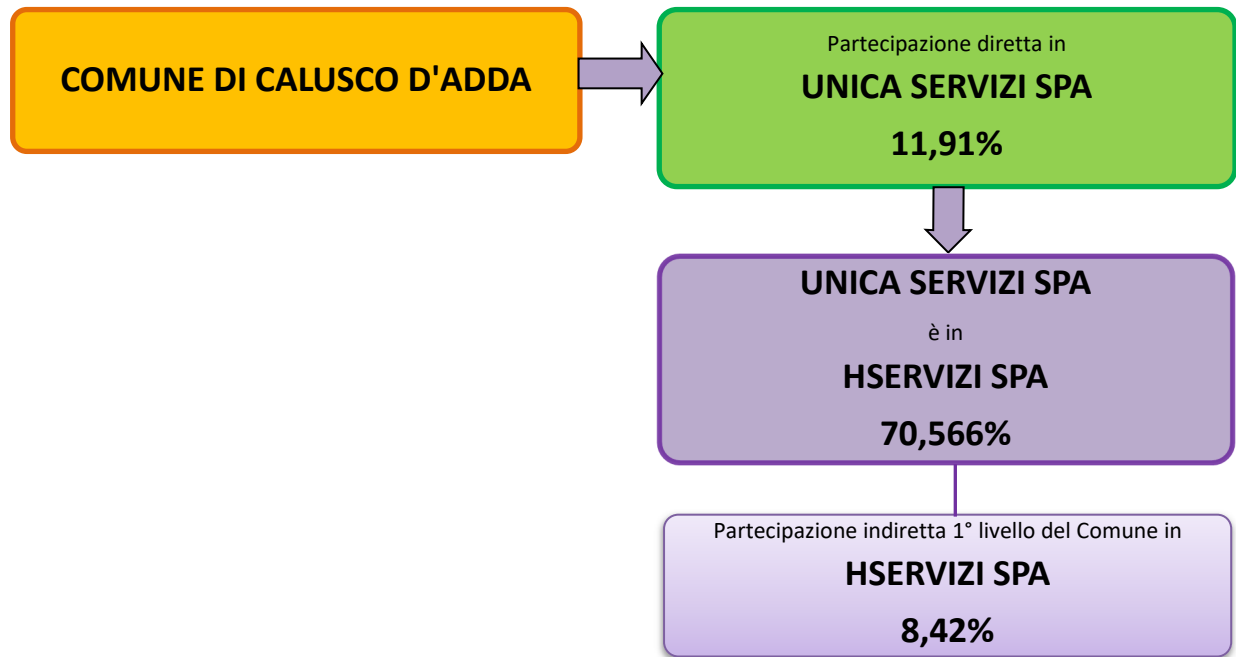 COMUNE DI CALUSCO D'ADDA
Partecipazione diretta in
UNICA SERVIZI SPA
11,91%
UNICA SERVIZI SPA
è in
HSERVIZI SPA
70,566%
Partecipazione indiretta 1° livello del Comune in
HSERVIZI SPA
8,42%